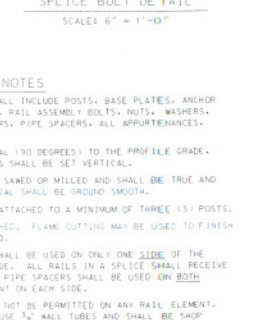 SPLICE BOLT DETAIL
SCALE: 6" = 1'-0"
NOTES
ALL INCLUDE POSTS, BASE PLATES, ANCHOR
, RAIL ASSEMBLY BOLTS, NUTS, WASHERS,
RS, PIPE SPACERS, ALL APPURTENANCES.
AL (90 DEGREES) TO THE PROFILE GRADE.
S SHALL BE SET VERTICAL.
SAWED OR MILLED AND SHALL BE TRUE AND
IAL SHALL BE GROUND SMOOTH.
ATTACHED TO A MINIMUM OF THREE (3) POSTS.
HED. FLAME CUTTING MAY BE USED TO FINISH
D.
HALL BE USED ON ONLY ONE SIDE OF THE
DE. ALL RAILS IN A SPLICE SHALL RECEIVE
PIPE SPACERS SHALL BE USED ON BOTH
NT ON EACH SIDE.
NOT BE PERMITTED ON ANY RAIL ELEMENT.
USE WALL TUBES AND SHALL BE SHOP